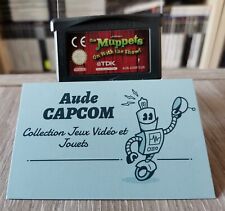 the Muppets
On With the Show!
TDK
Aude
CAPCOM
Collection Jeux Vidéo et
Jouets